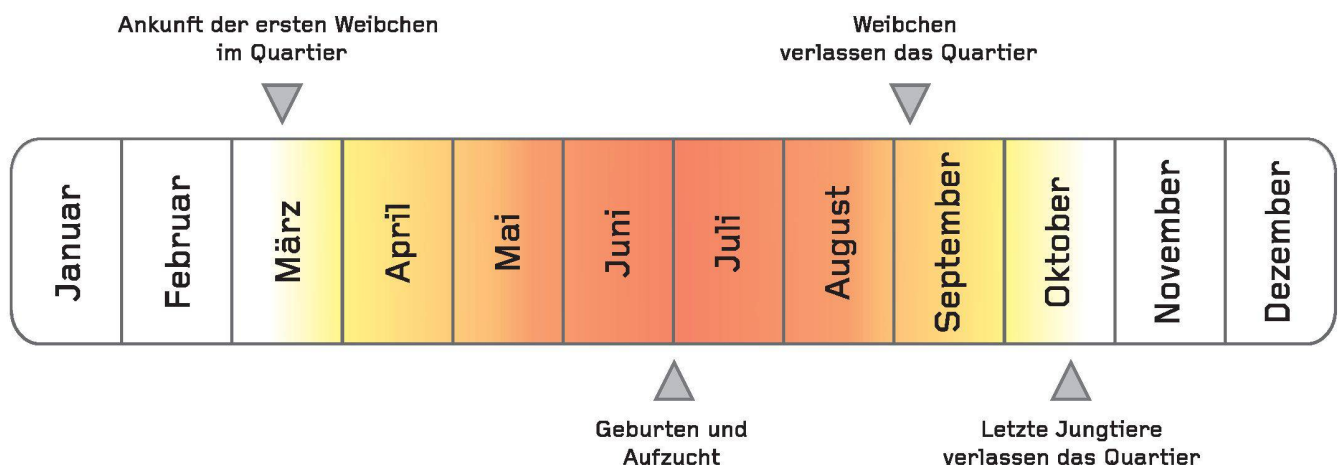 Ankunft der ersten Weibchen
im Quartier
Weibchen
verlassen das Quartier
Januar
Februar
März
April
Mai
Juni
Juli
August
September
Oktober
November
Dezember
Geburten und
Aufzucht
Letzte Jungtiere
verlassen das Quartier